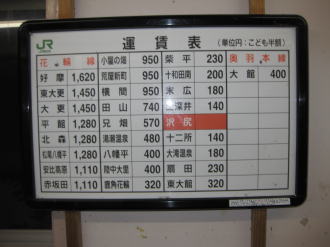 JR 運賃表 (単位円:こども半額)
花輪線
好摩 1,620
東大更 1,450
大更 1,450
平館 1,280
北森 1,280
松尾八幡平 1,280
安比高原 1,110
赤坂田 1,110
小屋の畑 950
荒屋新町 950
横間 950
田山 740
兄畑 570
湯瀬温泉 480
八幡平 400
陸中大里 400
鹿角花輪 320
柴平 230
十和田南 200
末広 180
土深井 140
沢尻
十二所 140
大滝温泉 180
扇田 230
東大館 320
奥羽本線
大館 400